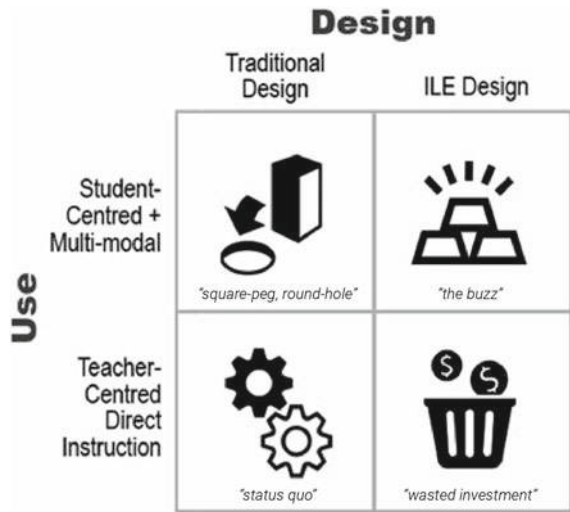 Design
Traditional
Design
ILE Design
Use
Student-
Centred +
Multi-modal
"square-peg, round-hole"
"the buzz"
Teacher-
Centred
Direct
Instruction
$
$
"status quo"
"wasted investment"